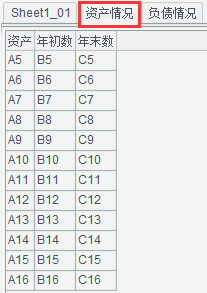 Sheet1_01 资产情况 负债情况
资产 年初数 年末数
A5 B5 C5
A6 B6 C6
A7 B7 C7
A8 B8 C8
A9 B9 C9
A10 B10 C10
A11 B11 C11
A12 B12 C12
A13 B13 C13
A14 B14 C14
A15 B15 C15
A16 B16 C16